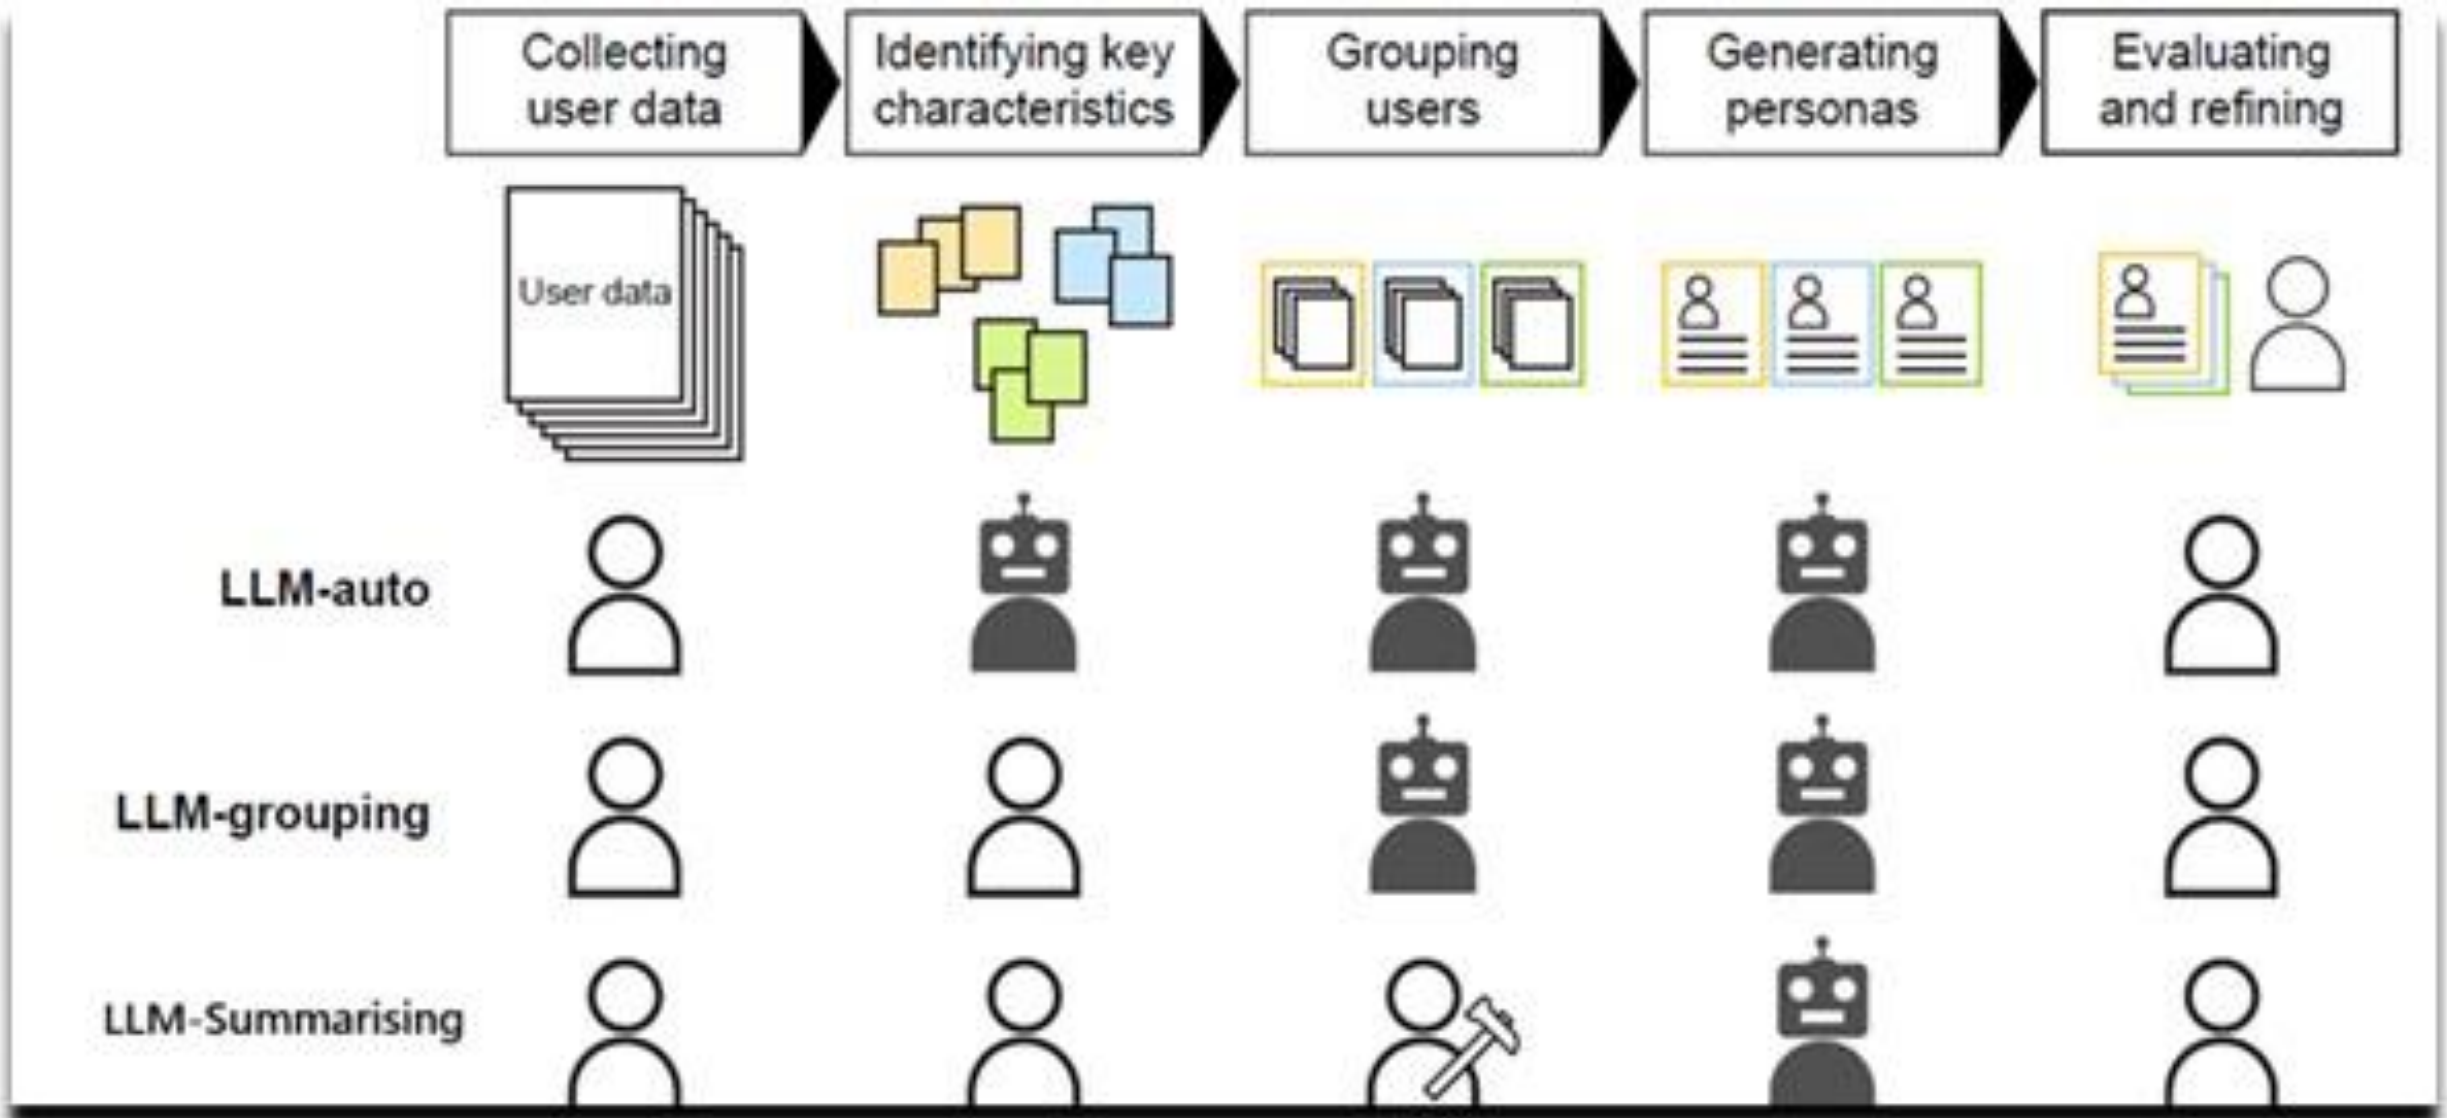 Collecting
user data
Identifying key
characteristics
Grouping
users
Generating
personas
Evaluating
and refining
User data
LLM-auto
LLM-grouping
LLM-Summarising